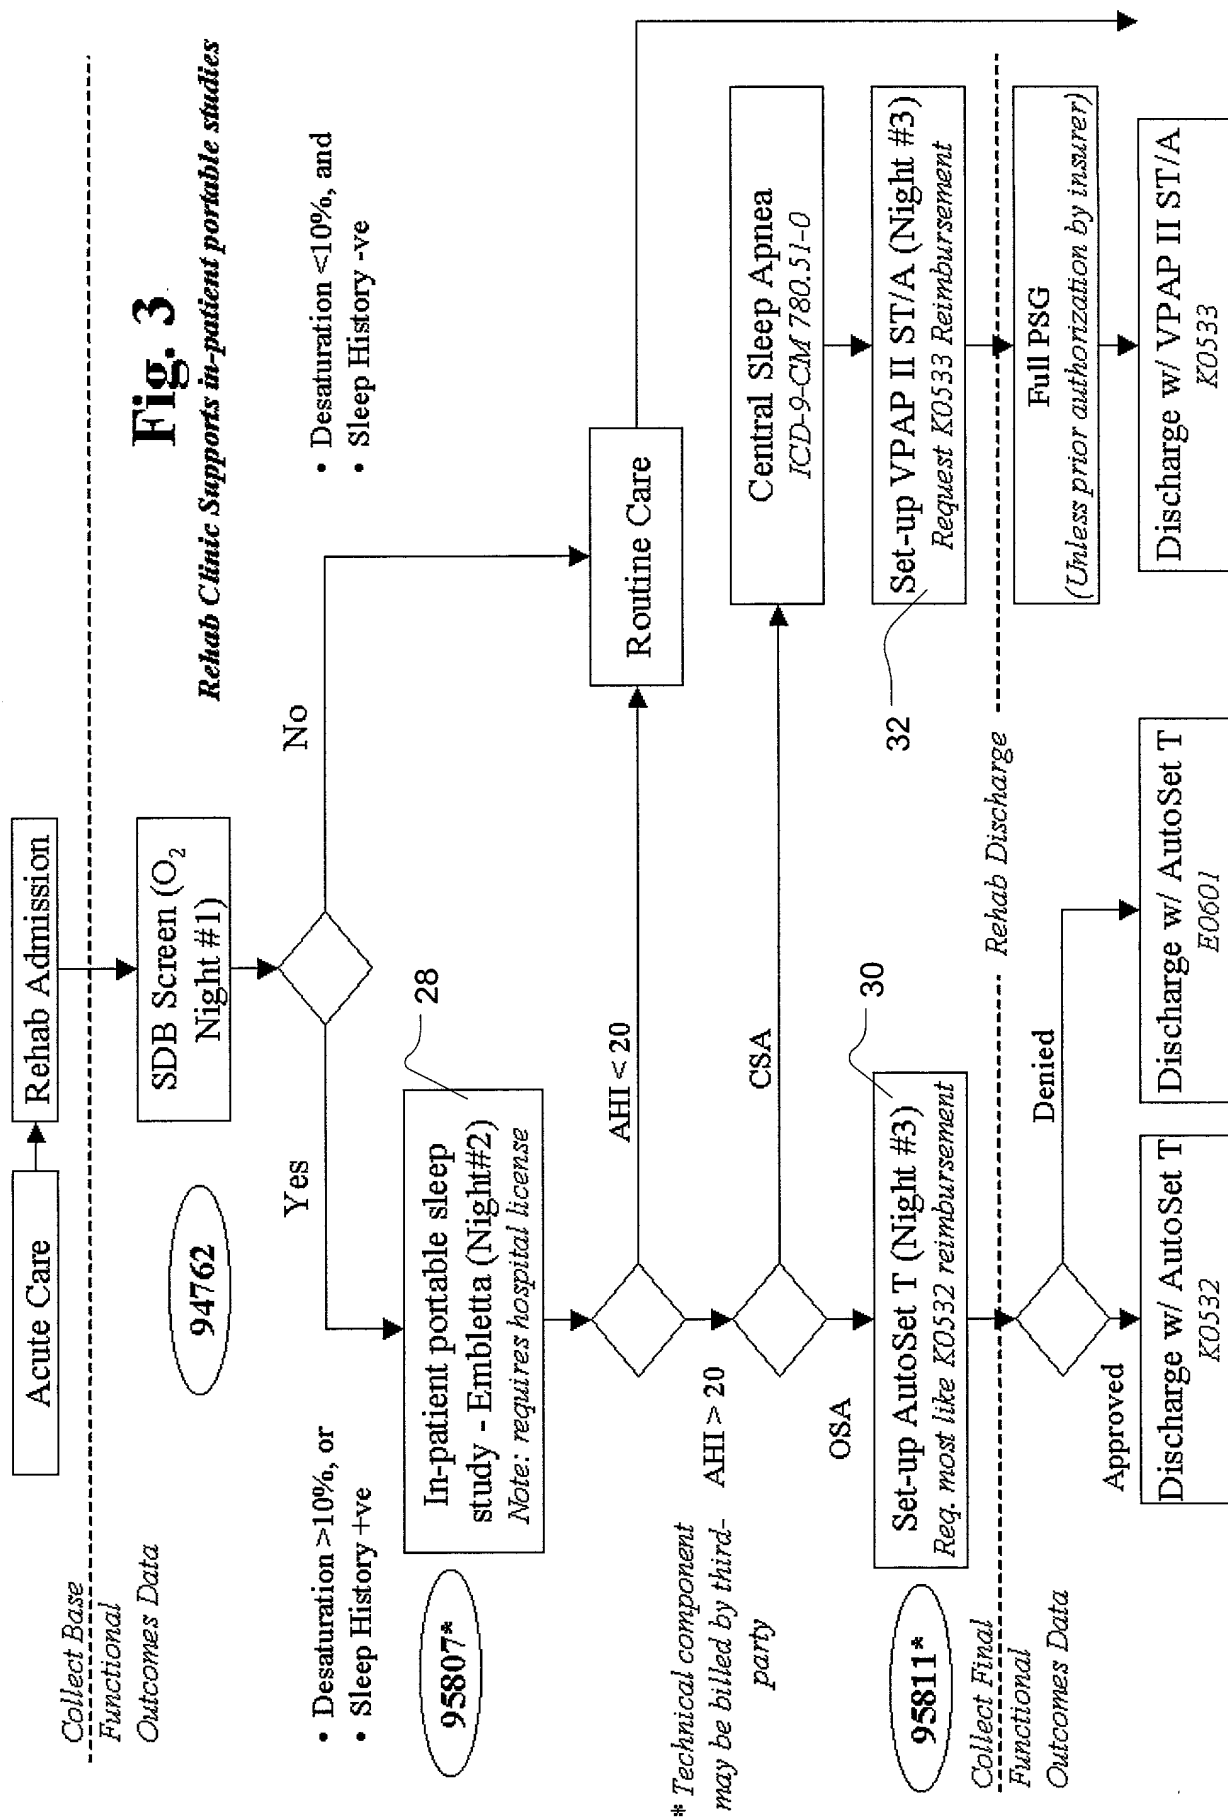 Fig. 3
Rehab Clinic Supports in-patient portable studies
Acute Care
Rehab Admission
Collect Base
Functional
Outcomes Data
94762
SDB Screen (O₂
Night #1)
Yes
No
• Desaturation >10%, or
• Sleep History +ve
• Desaturation <10%, and
• Sleep History -ve
95807*
In-patient portable sleep
study - Embletta (Night#2)
Note: requires hospital license
28
AHI < 20
Routine Care
* Technical component
may be billed by third-
party
AHI > 20
CSA
Central Sleep Apnea
ICD-9-CM 780.51-0
OSA
95811*
Set-up AutoSet T (Night #3)
Req. most like K0532 reimbursement
30
32
Set-up VPAP II ST/A (Night #3)
Request K0533 Reimbursement
Collect Final
Functional
Outcomes Data
Rehab Discharge
Full PSG
(Unless prior authorization by insurer)
Approved
Denied
Discharge w/ AutoSet T
K0532
Discharge w/ AutoSet T
E0601
Discharge w/ VPAP II ST/A
K0533